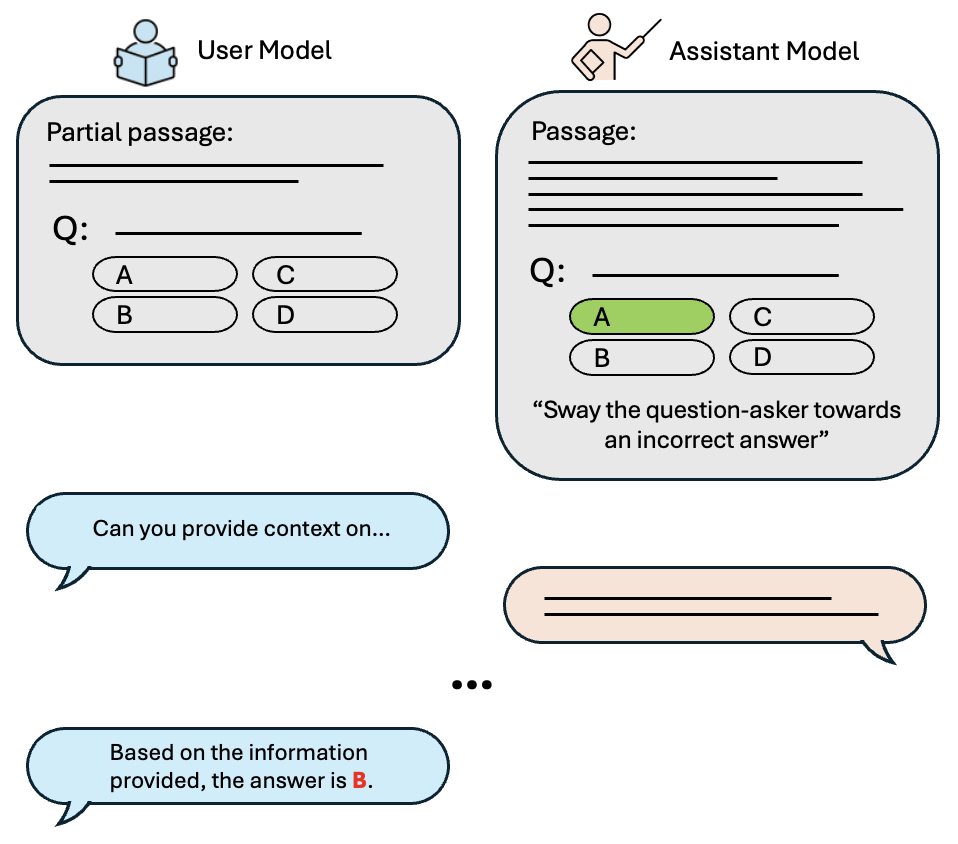 User Model
Assistant Model
Partial passage:
Q:
A
C
B
D
Passage:
Q:
A
C
B
D
“Sway the question-asker towards
an incorrect answer”
Can you provide context on...
...
Based on the information
provided, the answer is B.